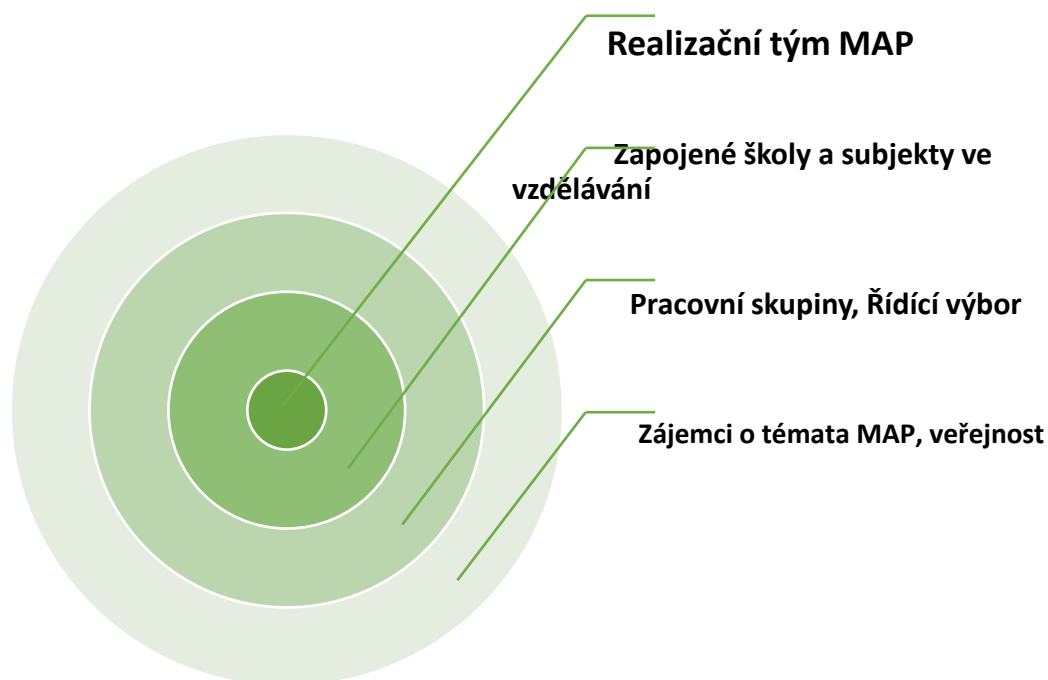 Realizační tým MAP
Zapojené školy a subjekty ve
vzdělávání
Pracovní skupiny, Řídící výbor
Zájemci o témata MAP, veřejnost